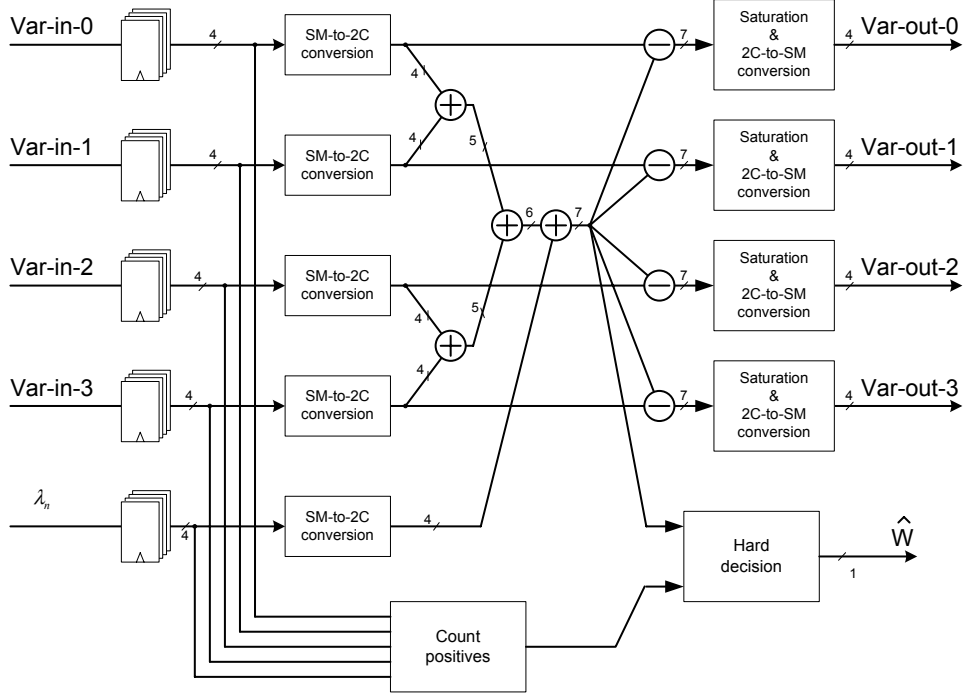 Var-in-0
4
SM-to-2C
conversion
4
7
Saturation
&
2C-to-SM
conversion
4
Var-out-0
Var-in-1
4
SM-to-2C
conversion
4
5
7
Saturation
&
2C-to-SM
conversion
4
Var-out-1
6
7
Var-in-2
4
SM-to-2C
conversion
4
5
7
Saturation
&
2C-to-SM
conversion
4
Var-out-2
Var-in-3
4
SM-to-2C
conversion
4
7
Saturation
&
2C-to-SM
conversion
4
Var-out-3
λn
4
SM-to-2C
conversion
4
Hard
decision
Ŵ
1
Count
positives